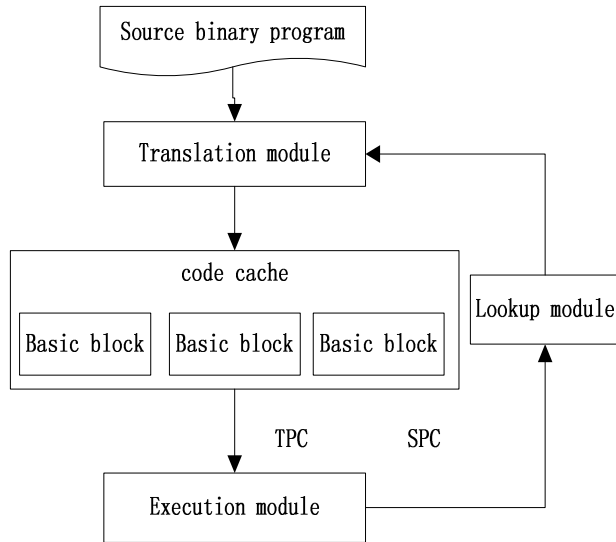 Source binary program
Translation module
code cache
Basic block Basic block Basic block
Lookup module
TPC SPC
Execution module